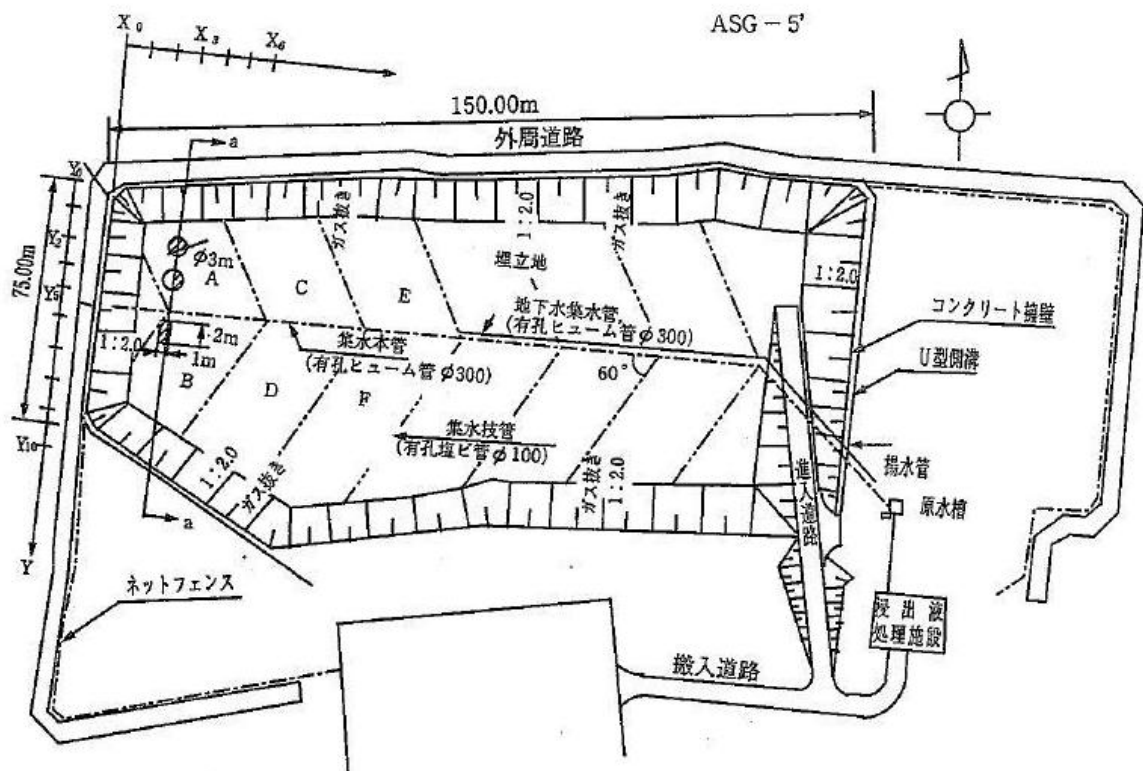 ASG－5'
X0
X3
X6
150.00m
外周道路
a
Y0
Y2
Y5
Y10
Y
75.00m
ガス抜き
1：2.0
ガス抜き
φ3m
A
C
E
埋立地
1：2.0
地下水集水管
(有孔ヒューム管φ300)
コンクリート擁壁
U型側溝
2m
1m
1：2.0
集水本管
(有孔ヒューム管φ300)
60°
B
D
F
集水枝管
(有孔塩ビ管φ100)
1：2.0
ガス抜き
ガス抜き
1：2.0
進入道路
揚水管
原水槽
a
ネットフェンス
浸出液
処理施設
搬入道路